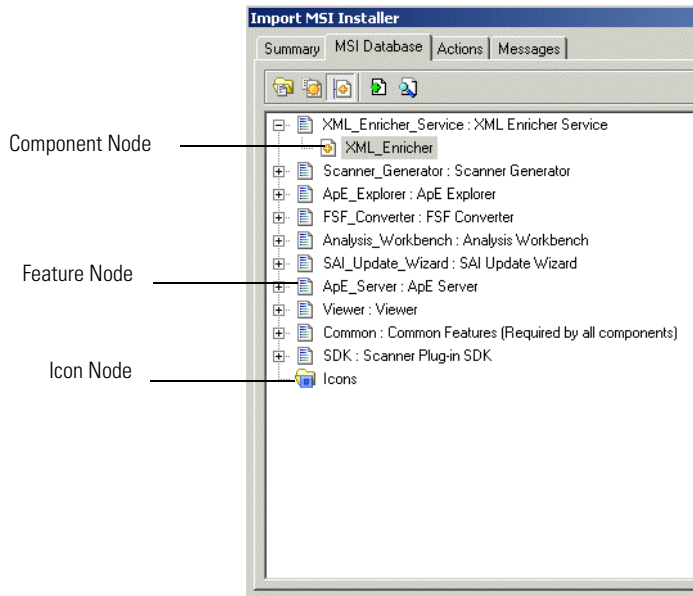 Import MSI Installer
Summary MSI Database Actions Messages
XML_Enricher_Service : XML Enricher Service
Component Node
XML_Enricher
Scanner_Generator : Scanner Generator
ApE_Explorer : ApE Explorer
FSF_Converter : FSF Converter
Analysis_Workbench : Analysis Workbench
SAI_Update_Wizard : SAI Update Wizard
Feature Node
ApE_Server : ApE Server
Viewer : Viewer
Common : Common Features (Required by all components)
SDK : Scanner Plug-in SDK
Icon Node
Icons